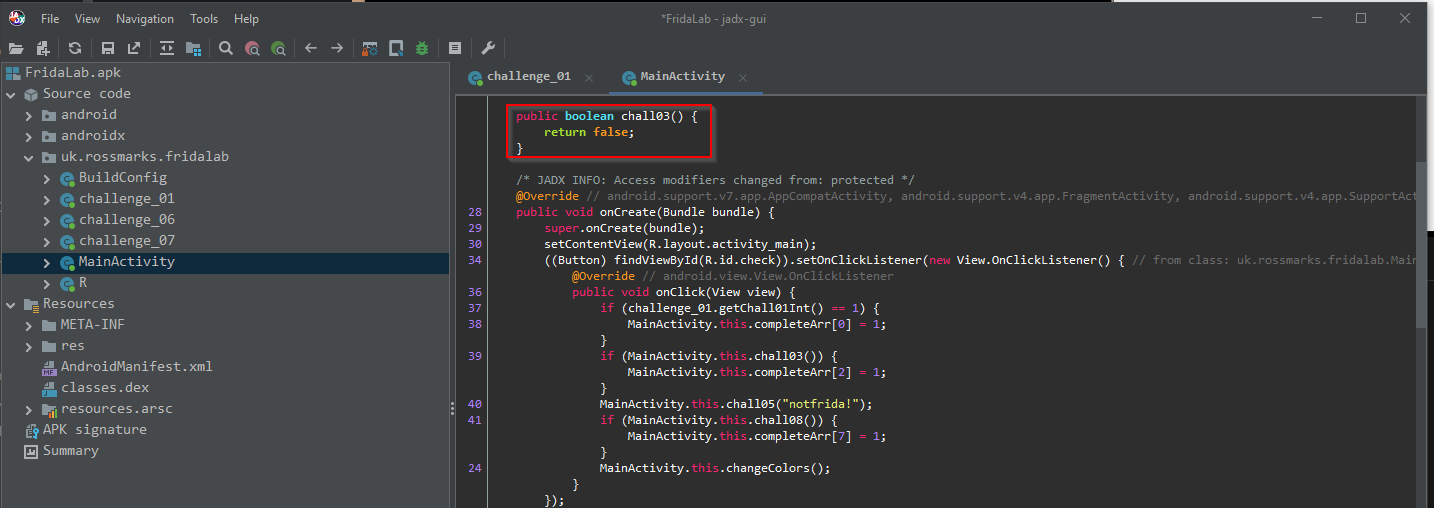 File View Navigation Tools Help
*FridaLab - jadx-gui
FridaLab.apk
Source code
android
androidx
uk.rossmarks.fridalab
BuildConfig
challenge_01
challenge_06
challenge_07
MainActivity
R
Resources
META-INF
res
AndroidManifest.xml
classes.dex
resources.arsc
APK signature
Summary
challenge_01 MainActivity
public boolean chall03() {
return false;
}
/* JADX INFO: Access modifiers changed from: protected */
@Override // android.support.v7.app.AppCompatActivity, android.support.v4.app.FragmentActivity, android.support.v4.app.SupportAct
28 public void onCreate(Bundle bundle) {
29 super.onCreate(bundle);
30 setContentView(R.layout.activity_main);
34 ((Button) findViewById(R.id.check)).setOnClickListener(new View.OnClickListener() { // from class: uk.rossmarks.fridalab.Main
@Override // android.view.View.OnClickListener
36 public void onClick(View view) {
37 if (challenge_01.getChall01Int() == 1) {
38 MainActivity.this.completeArr[0] = 1;
}
39 if (MainActivity.this.chall03()) {
MainActivity.this.completeArr[2] = 1;
}
40 MainActivity.this.chall05("notfrida!");
41 if (MainActivity.this.chall08()) {
MainActivity.this.completeArr[7] = 1;
}
24 MainActivity.this.changeColors();
}
});